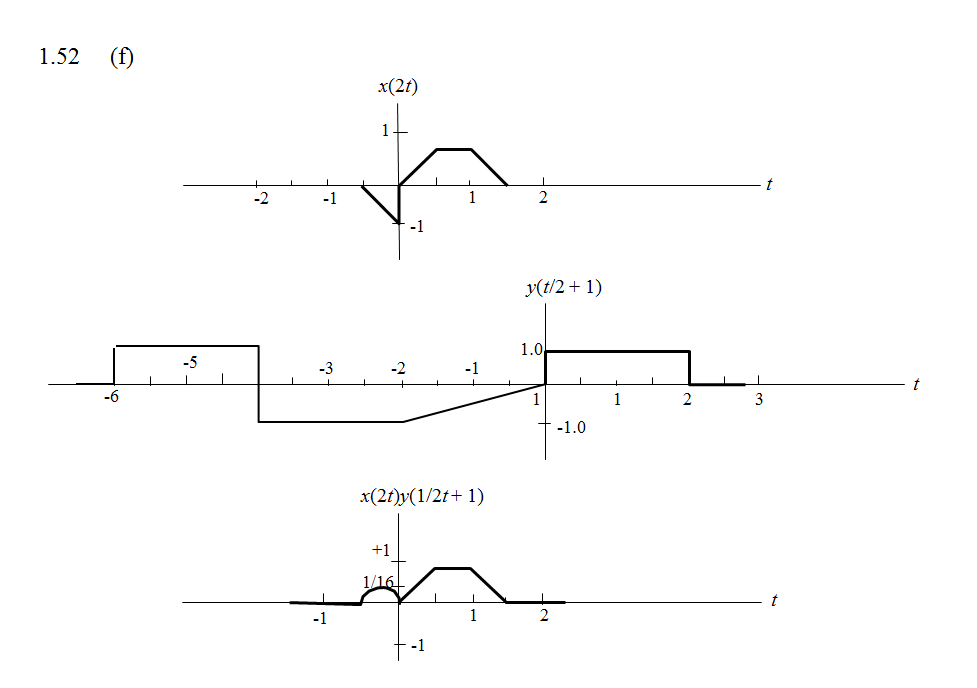 1.52 (f)
x(2t)
1
-2 -1 1 2 t
-1
y(t/2 + 1)
1.0
-5 -3 -2 -1
-6 1 1 2 3 t
-1.0
x(2t)y(1/2t + 1)
+1
1/16
-1 1 2 t
-1